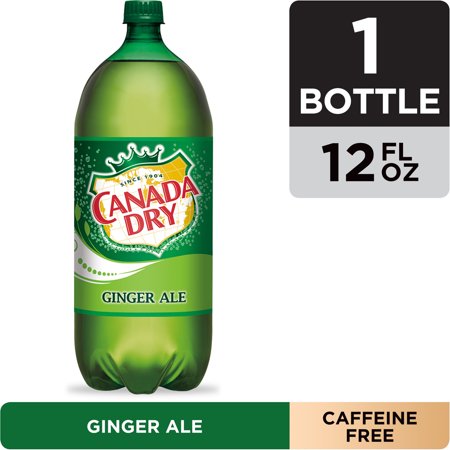 SINCE 1904
CANADA
DRY
GINGER ALE
1
BOTTLE
12 FL
OZ
GINGER ALE
CAFFEINE
FREE